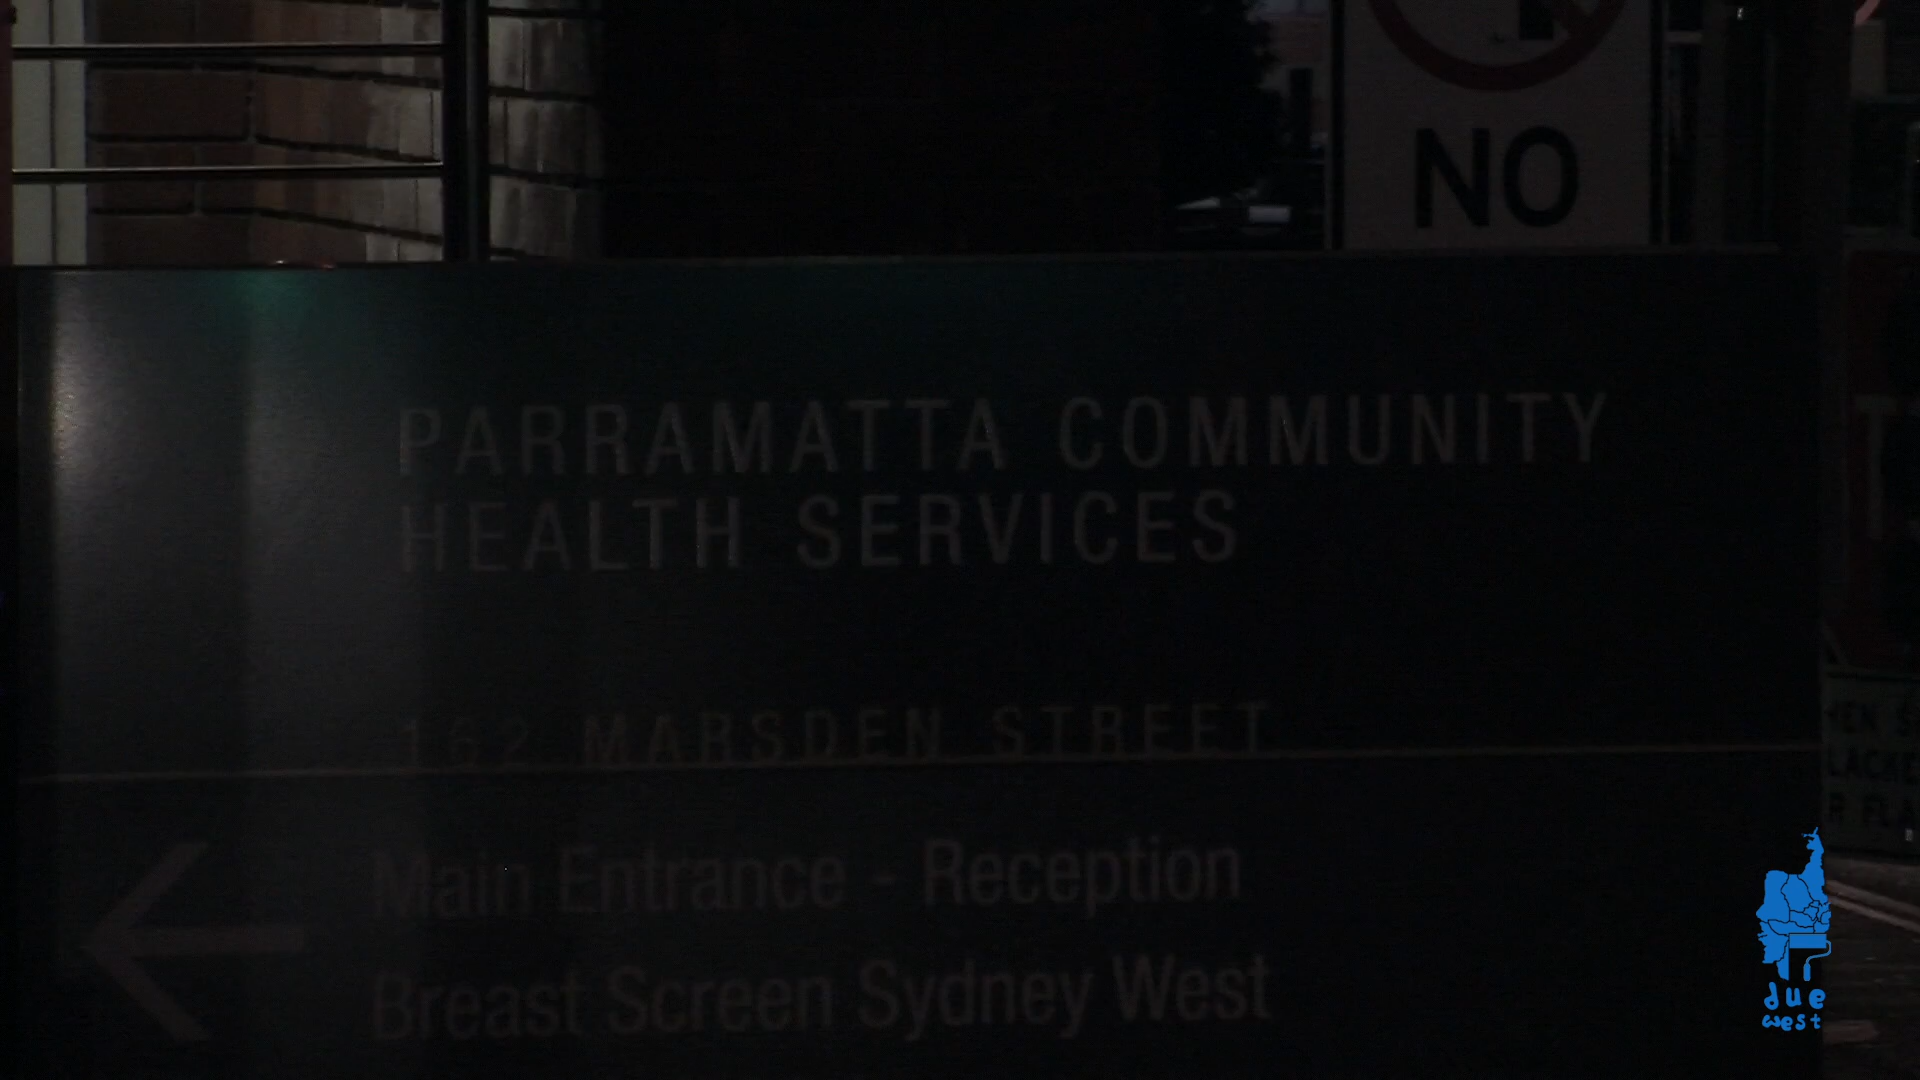 NO
PARRAMATTA COMMUNITY
HEALTH SERVICES
162 MARSDEN STREET
Main Entrance - Reception
Breast Screen Sydney West
due
west